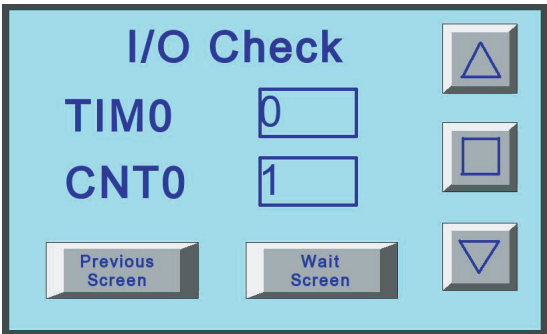 I/O Check
TIM0 0
CNT0 1
Previous
Screen
Wait
Screen